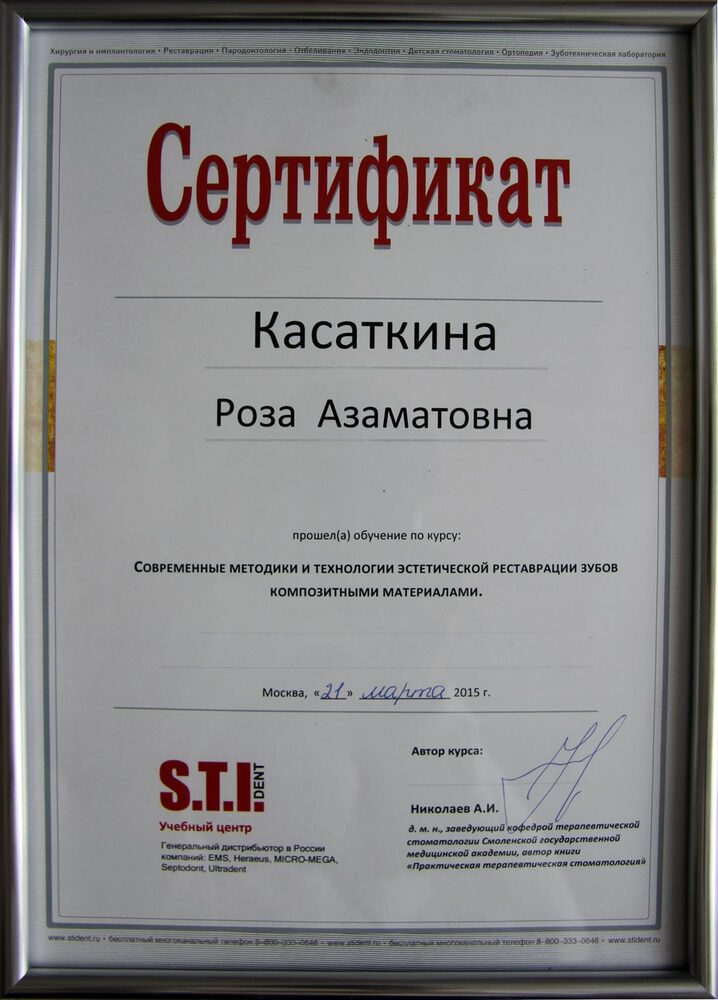 Хирургия и имплантология • Реставрация • Пародонтология • Отбеливание • Эндодонтия • Детская стоматология • Ортопедия • Зуботехническая лаборатория
Сертификат
Касаткина
Роза Азаматовна
прошел(а) обучение по курсу:
Современные методики и технологии эстетической реставрации зубов
композитными материалами.
Москва, «21» марта 2015 г.
S.T.I. DENT
Учебный центр
Генеральный дистрибьютор в России
компаний: EMS, Heraeus, MICRO-MEGA,
Septodont, Ultradent
Автор курса:
Николаев А.И.
д. м. н., заведующий кафедрой терапевтической
стоматологии Смоленской государственной
медицинской академии, автор книги
«Практическая терапевтическая стоматология»
www.stident.ru • бесплатный многоканальный телефон 8-800-333-0646 • www.stident.ru • бесплатный многоканальный телефон 8-800-333-0646 • www.stident.ru